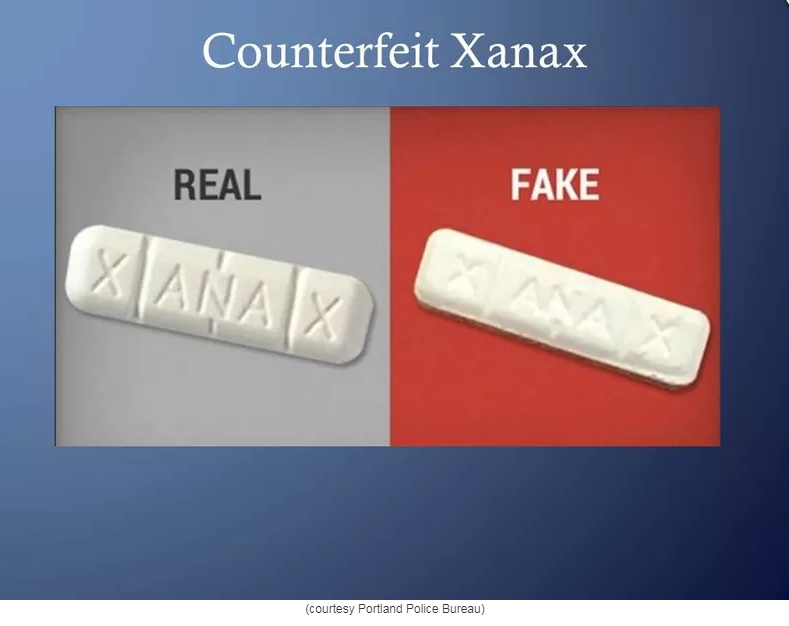 Counterfeit Xanax
REAL
FAKE
XANAX
XANAX
(courtesy Portland Police Bureau)